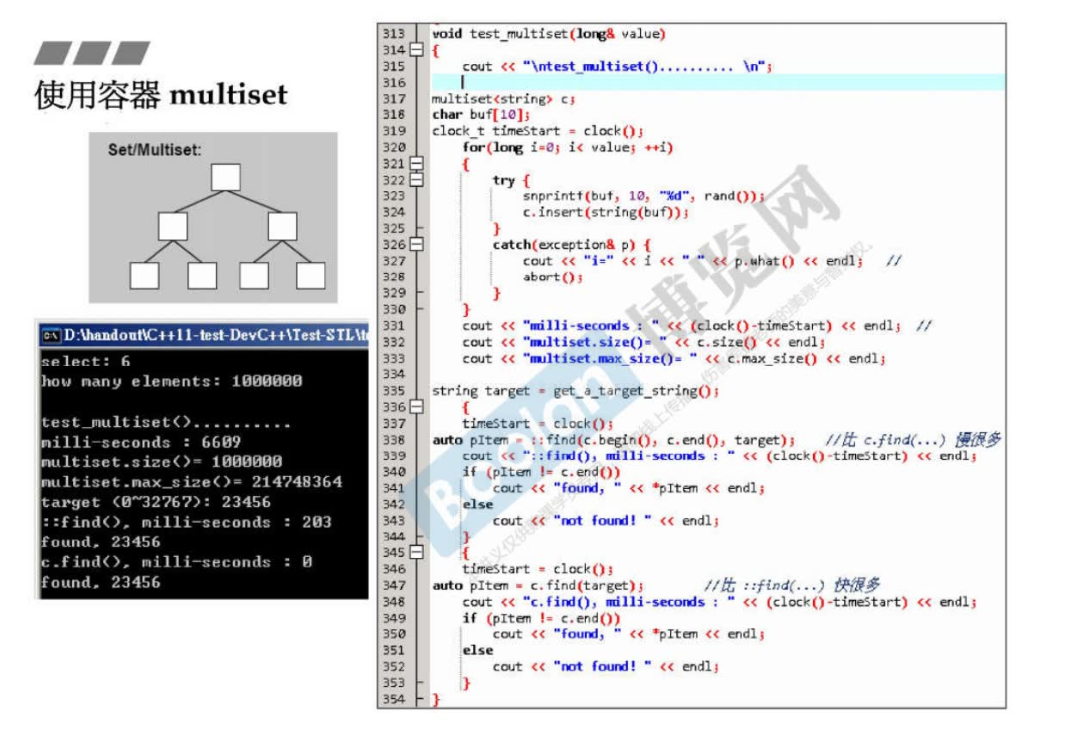 使用容器 multiset
Set/Multiset:
D:\handout\C++11-test-DevC++\Test-STL\te
select: 6
how many elements: 1000000
test_multiset()..........
milli-seconds : 6609
multiset.size()= 1000000
multiset.max_size()= 214748364
target (0~32767): 23456
::find(), milli-seconds : 203
found, 23456
c.find(), milli-seconds : 0
found, 23456
313 void test_multiset(long& value)
314 {
315 cout << "\ntest_multiset().......... \n";
316
317 multiset<string> c;
318 char buf[10];
319 clock_t timeStart = clock();
320 for(long i=0; i< value; ++i)
321 {
322 try {
323 snprintf(buf, 10, "%d", rand());
324 c.insert(string(buf));
325 }
326 catch(exception& p) {
327 cout << "i=" << i << " " << p.what() << endl; //
328 abort();
329 }
330 }
331 cout << "milli-seconds : " << (clock()-timeStart) << endl; //
332 cout << "multiset.size()= " << c.size() << endl;
333 cout << "multiset.max_size()= " << c.max_size() << endl;
334
335 string target = get_a_target_string();
336 {
337 timeStart = clock();
338 auto pItem = ::find(c.begin(), c.end(), target); //比 c.find(...) 慢很多
339 cout << "::find(), milli-seconds : " << (clock()-timeStart) << endl;
340 if (pItem != c.end())
341 cout << "found, " << *pItem << endl;
342 else
343 cout << "not found! " << endl;
344 }
345 {
346 timeStart = clock();
347 auto pItem = c.find(target); //比 ::find(...) 快很多
348 cout << "c.find(), milli-seconds : " << (clock()-timeStart) << endl;
349 if (pItem != c.end())
350 cout << "found, " << *pItem << endl;
351 else
352 cout << "not found! " << endl;
353 }
354 }
Boolan 博览网